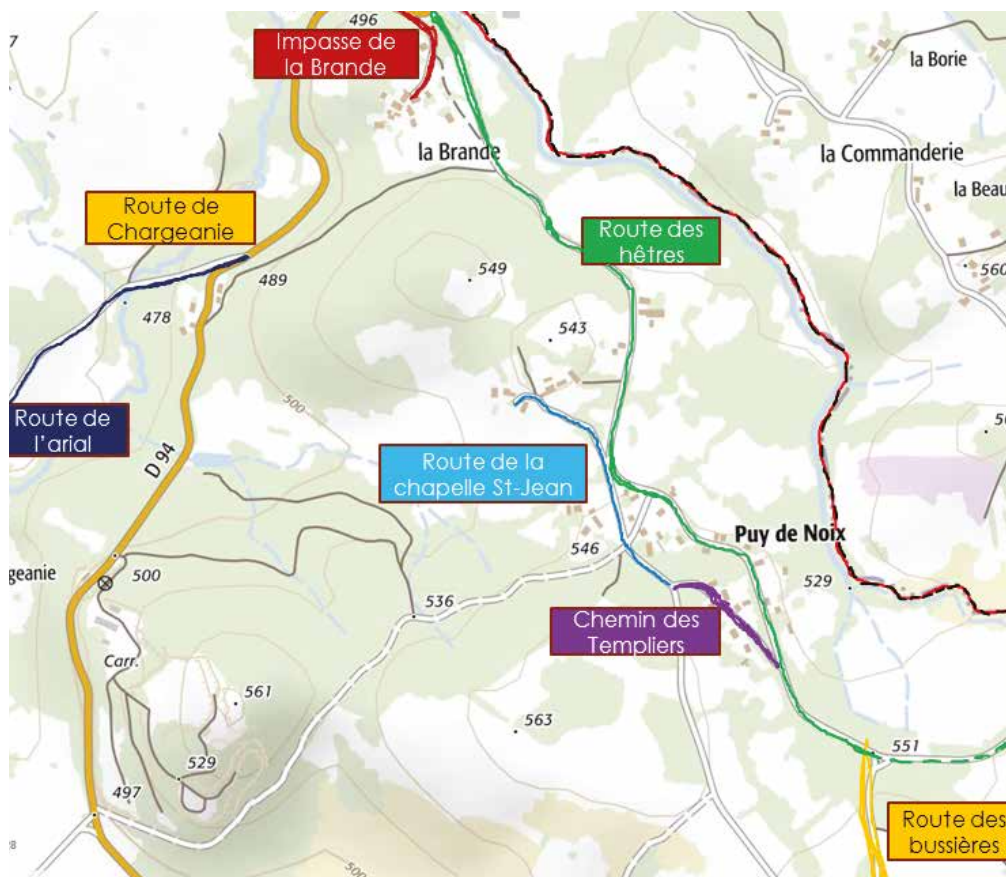 496
Impasse de
la Brande
la Borie
la Brande
la Commanderie
la Beau
Route de
Chargeanie
Route des
hêtres
549
560
489
478
543
500
Route de
l'arial
D 94
Route de la
chapelle St-Jean
Puy de Noix
546
529
geanie
500
536
Chemin des
Templiers
Carr.
561
563
551
529
497
Route des
bussières
500